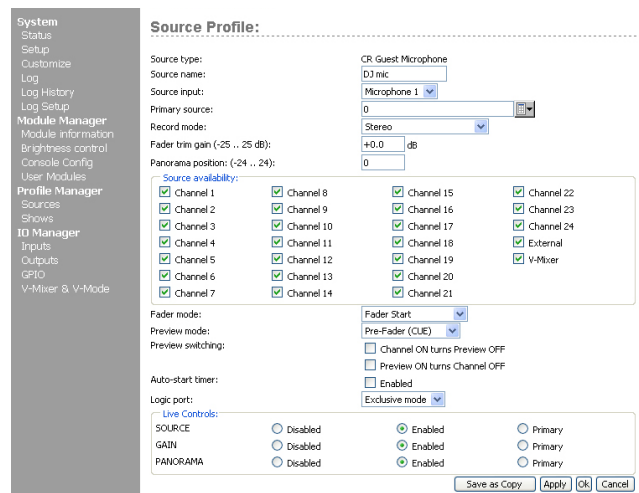 System
Status
Setup
Customize
Log
Log History
Log Setup
Module Manager
Module information
Brightness control
Console Config
User Modules
Profile Manager
Sources
Shows
IO Manager
Inputs
Outputs
GPIO
V-Mixer & V-Mode
Source Profile:
Source type: CR Guest Microphone
Source name: DJ mic
Source input: Microphone 1
Primary source: 0
Record mode: Stereo
Fader trim gain (-25 .. 25 dB): +0.0 dB
Panorama position: (-24 .. 24): 0
Source availability:
Channel 1 Channel 8 Channel 15 Channel 22
Channel 2 Channel 9 Channel 16 Channel 23
Channel 3 Channel 10 Channel 17 Channel 24
Channel 4 Channel 11 Channel 18 External
Channel 5 Channel 12 Channel 19 V-Mixer
Channel 6 Channel 13 Channel 20
Channel 7 Channel 14 Channel 21
Fader mode: Fader Start
Preview mode: Pre-Fader (CUE)
Preview switching: Channel ON turns Preview OFF
Preview ON turns Channel OFF
Auto-start timer: Enabled
Logic port: Exclusive mode
Live Controls:
SOURCE Disabled Enabled Primary
GAIN Disabled Enabled Primary
PANORAMA Disabled Enabled Primary
Save as Copy Apply Ok Cancel